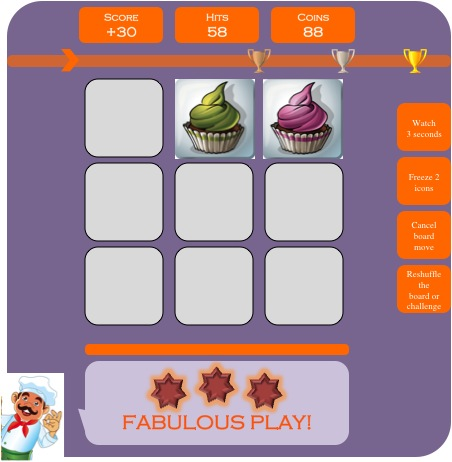 Score
+30
Hits
58
Coins
88
Watch
3 seconds
Freeze 2
icons
Cancel
board
move
Reshuffle
the
board or
challenge
FABULOUS PLAY!